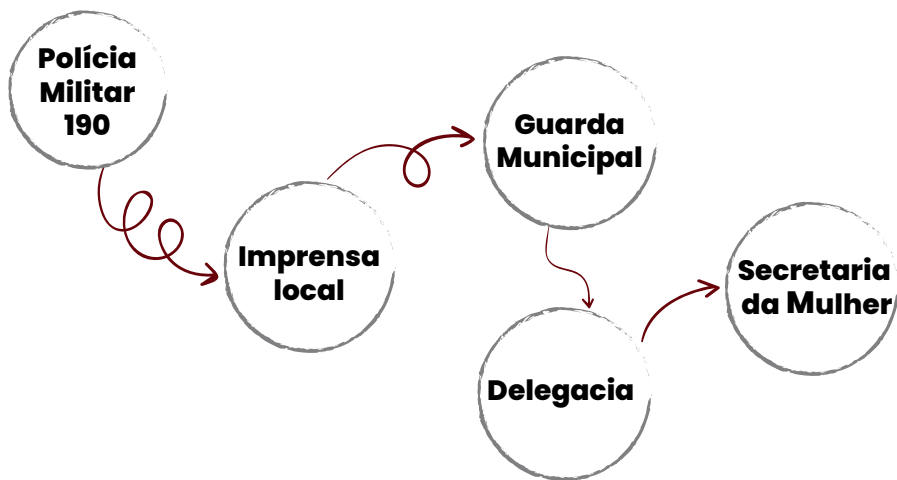 Polícia
Militar
190
Imprensa
local
Guarda
Municipal
Delegacia
Secretaria
da Mulher